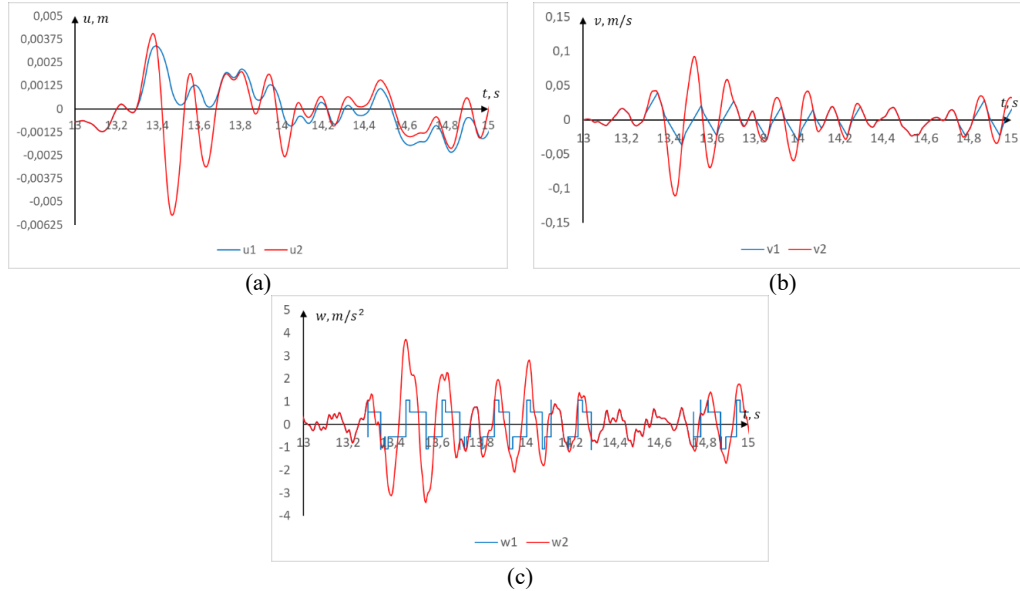 0,005
u, m
0,00375
0,0025
0,00125
0
-0,00125
-0,0025
-0,00375
-0,005
-0,00625
13 13,2 13,4 13,6 13,8 14 14,2 14,4 14,6 14,8 15
t, s
u1 u2
(a)
0,15
v, m/s
0,1
0,05
0
-0,05
-0,1
-0,15
13 13,2 13,4 13,6 13,8 14 14,2 14,4 14,6 14,8 15
t, s
v1 v2
(b)
5
w, m/s²
4
3
2
1
0
-1
-2
-3
-4
13 13,2 13,4 13,6 13,8 14 14,2 14,4 14,6 14,8 15
t, s
w1 w2
(c)